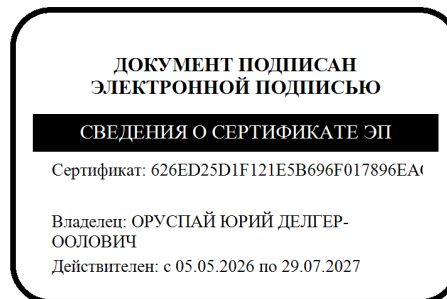 ДОКУМЕНТ ПОДПИСАН
ЭЛЕКТРОННОЙ ПОДПИСЬЮ
СВЕДЕНИЯ О СЕРТИФИКАТЕ ЭП
Сертификат: 626ED25D1F121E5B696F017896EA
Владелец: ОРУСПАЙ ЮРИЙ ДЕЛГЕР-
ООЛОВИЧ
Действителен: с 05.05.2026 по 29.07.2027